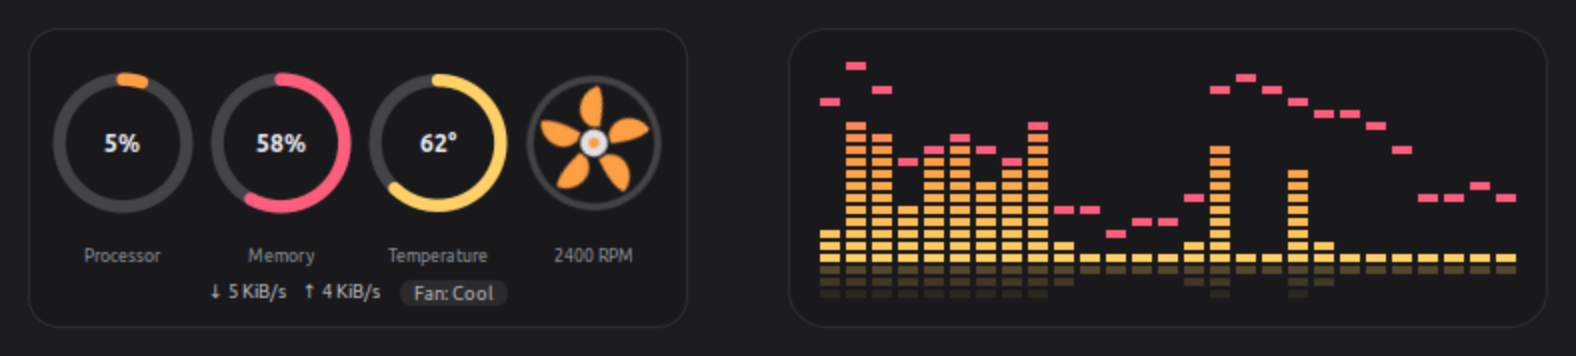 5% 58% 62°
Processor Memory Temperature 2400 RPM
↓ 5 KiB/s ↑ 4 KiB/s Fan: Cool